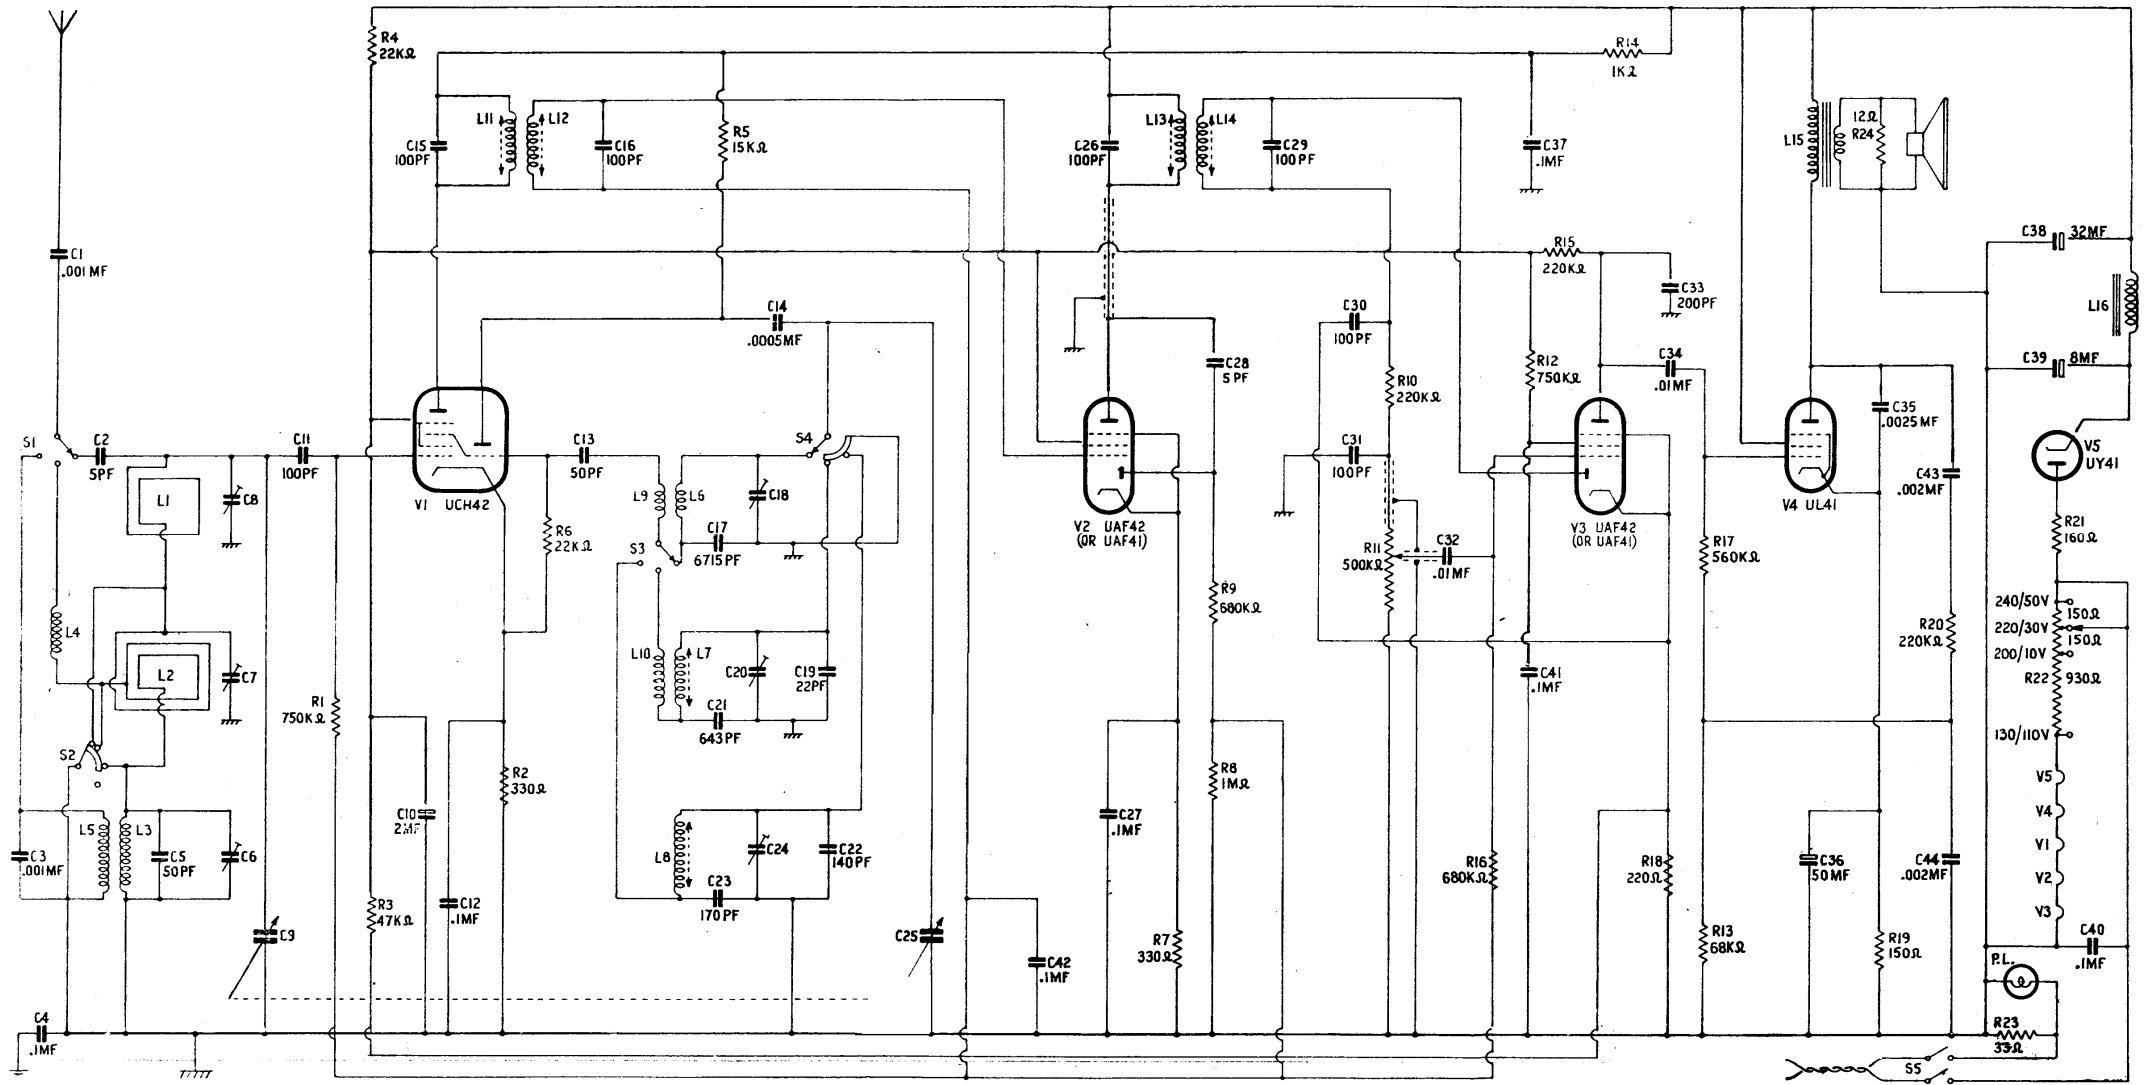 R4
22KΩ
R14
1KΩ
L11
L12
C15
100PF
C16
100PF
R5
15KΩ
L13
L14
C26
100PF
C29
100PF
C37
.1MF
L15
12Ω
R24
C38
32MF
L16
C39
8MF
C1
.001MF
C14
.0005MF
C30
100PF
R15
220KΩ
C33
200PF
C28
5PF
R10
220KΩ
R12
750KΩ
C34
.01MF
C35
.0025MF
V5
UY41
S1
C2
5PF
C11
100PF
V1 UCH42
C13
50PF
S4
C31
100PF
V2 UAF42
(OR UAF41)
V3 UAF42
(OR UAF41)
V4 UL41
C43
.002MF
L1
C8
L9
L6
C18
R6
22KΩ
C17
6715PF
S3
R11
500KΩ
C32
.01MF
R17
560KΩ
R21
160Ω
R9
680KΩ
240/50V
150Ω
220/30V
150Ω
200/10V
R22
930Ω
130/110V
R20
220KΩ
L4
L2
C7
L10
L7
C20
C19
22PF
C21
643PF
C41
.1MF
R1
750KΩ
S2
R2
330Ω
R8
1MΩ
V5
V4
V1
V2
V3
C10
2MF
C27
.1MF
L5
L3
C3
.001MF
C5
50PF
C6
L8
C24
C22
140PF
C23
170PF
R16
680KΩ
R18
220Ω
C36
50MF
C44
.002MF
R3
47KΩ
C12
.1MF
C9
C25
C42
.1MF
R7
330Ω
R13
68KΩ
R19
150Ω
C40
.1MF
P.L.
C4
.1MF
R23
33Ω
S5